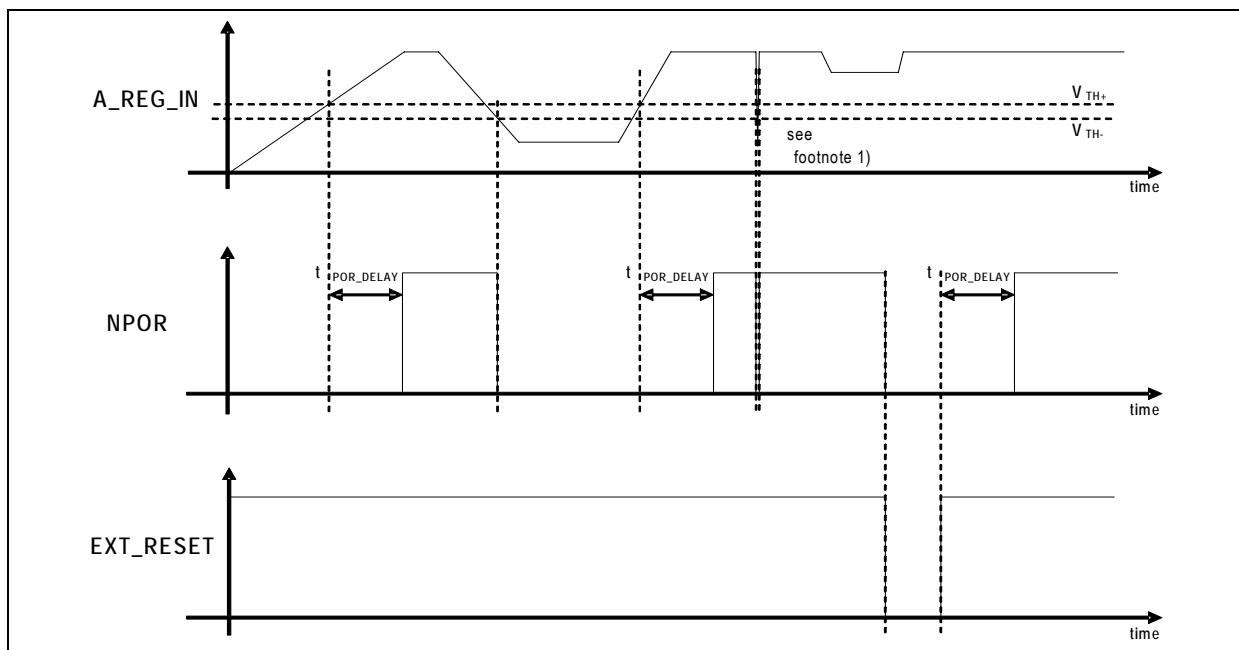 A_REG_IN
V TH+
V TH-
see
footnote 1)
time
t POR_DELAY
t POR_DELAY
t POR_DELAY
NPOR
time
EXT_RESET
time